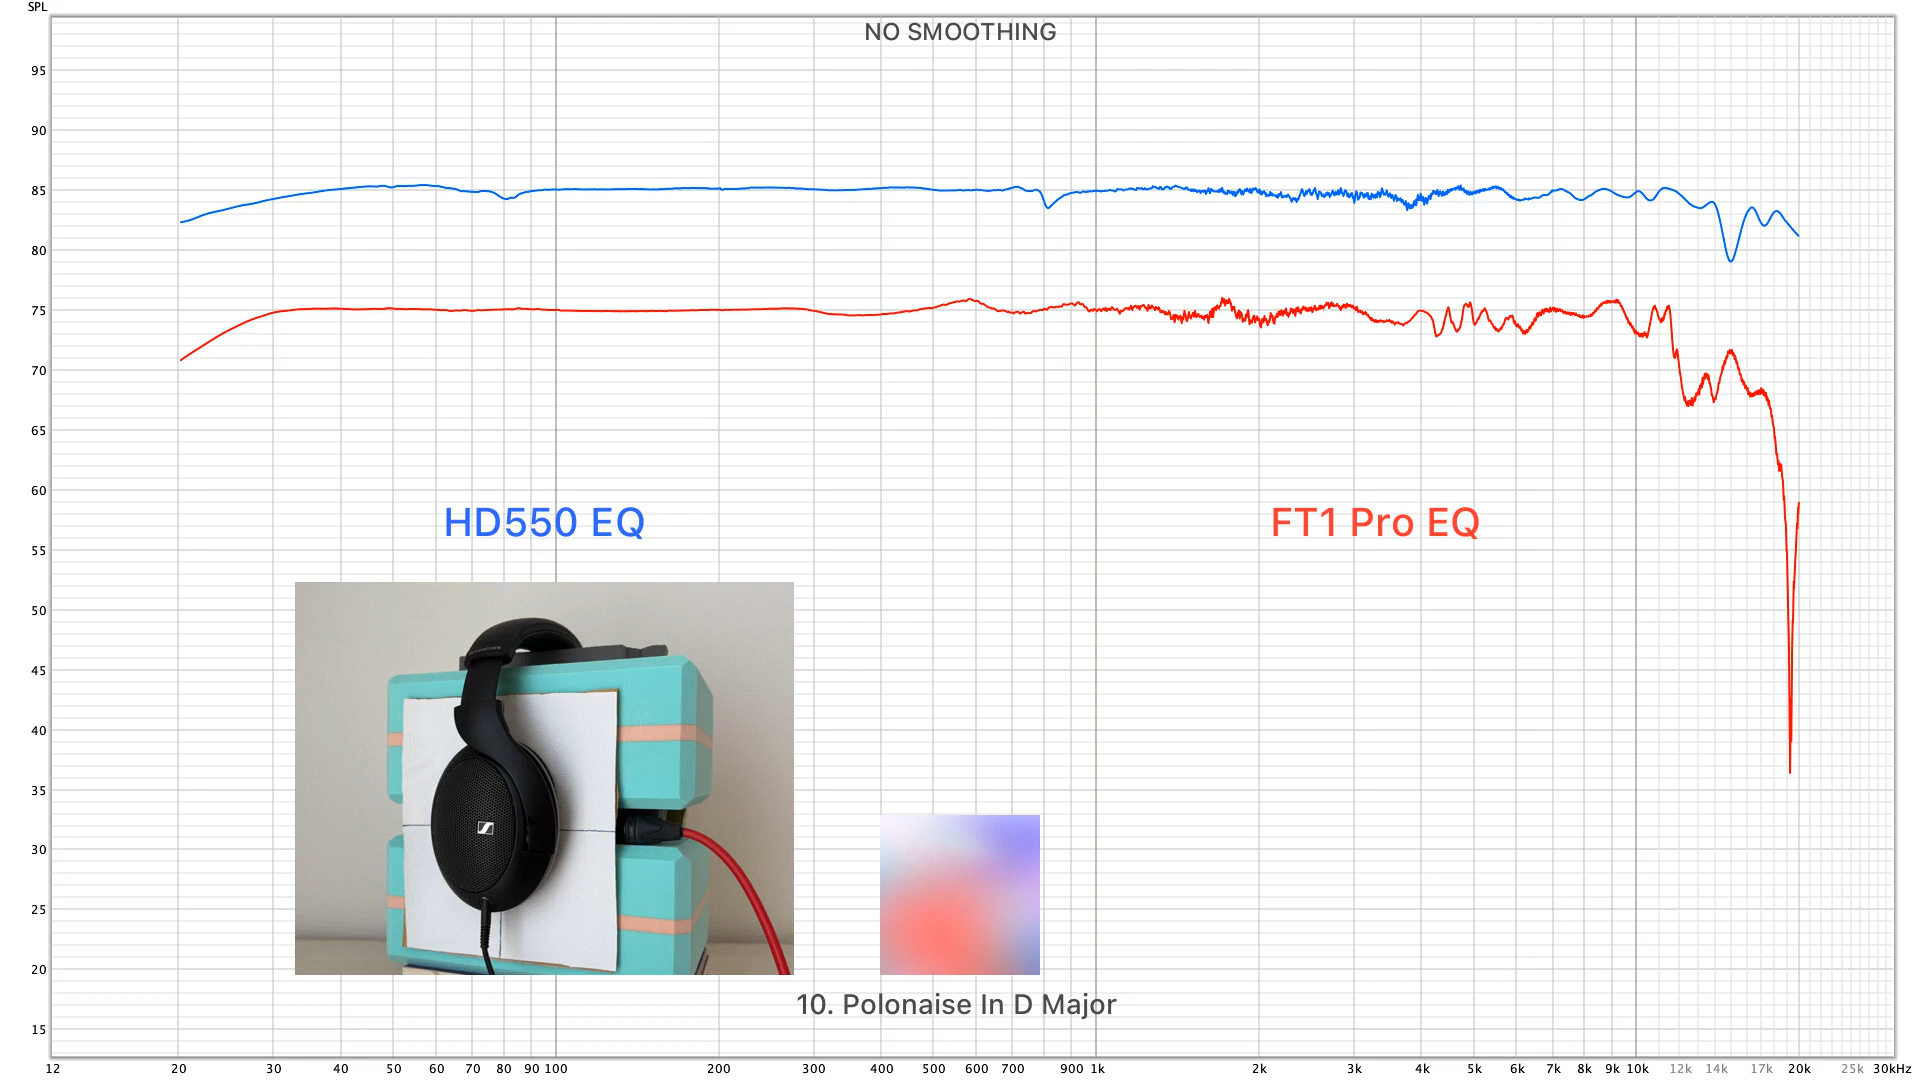 SPL
NO SMOOTHING
95
90
85
80
75
70
65
60
55
50
45
40
35
30
25
20
15
HD550 EQ
FT1 Pro EQ
10. Polonaise In D Major
12 20 30 40 50 60 70 80 90 100 200 300 400 500 600 700 900 1k 2k 3k 4k 5k 6k 7k 8k 9k 10k 12k 14k 17k 20k 25k 30kHz